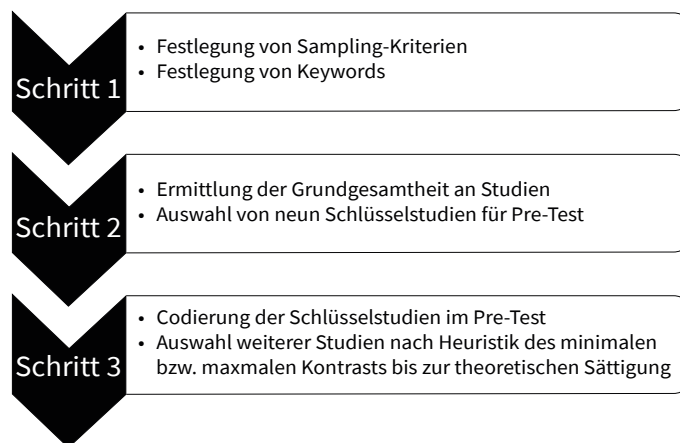 Schritt 1
• Festlegung von Sampling-Kriterien
• Festlegung von Keywords
Schritt 2
• Ermittlung der Grundgesamtheit an Studien
• Auswahl von neun Schlüsselstudien für Pre-Test
Schritt 3
• Codierung der Schlüsselstudien im Pre-Test
• Auswahl weiterer Studien nach Heuristik des minimalen
bzw. maxmalen Kontrasts bis zur theoretischen Sättigung